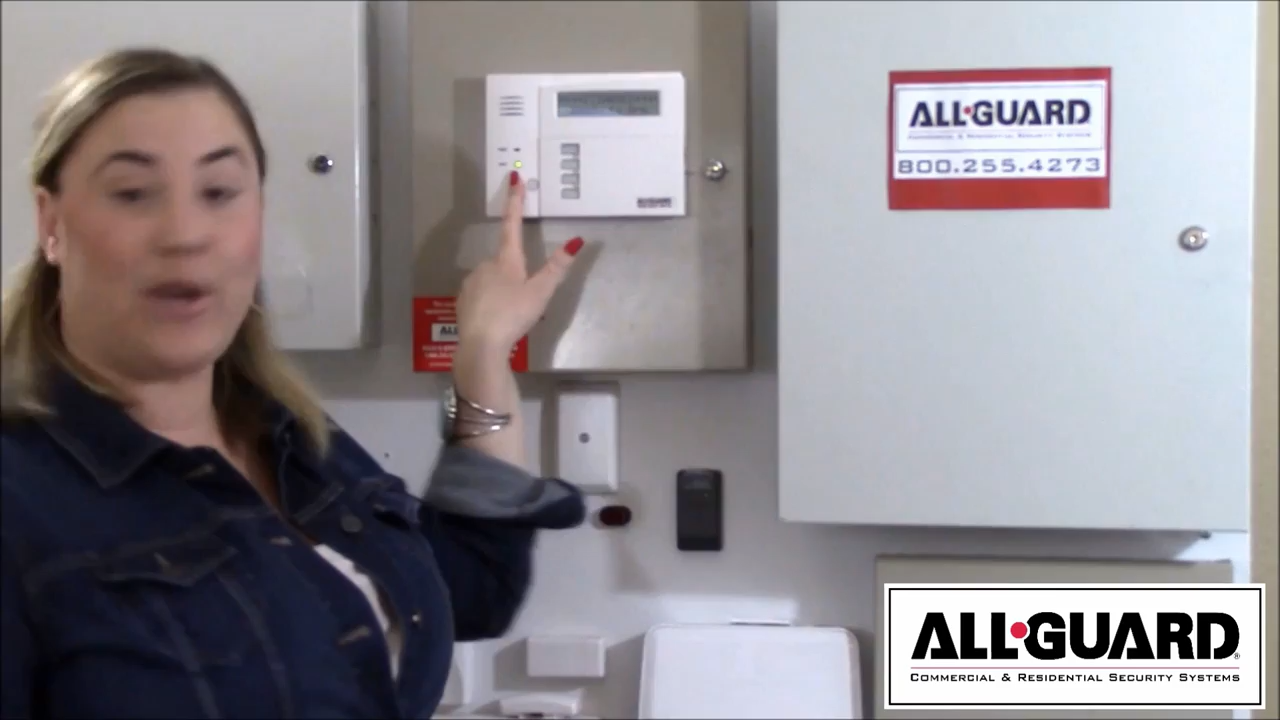 ALL·GUARD
COMMERCIAL & RESIDENTIAL SECURITY SYSTEMS
800.255.4273
ALL·GUARD®
COMMERCIAL & RESIDENTIAL SECURITY SYSTEMS